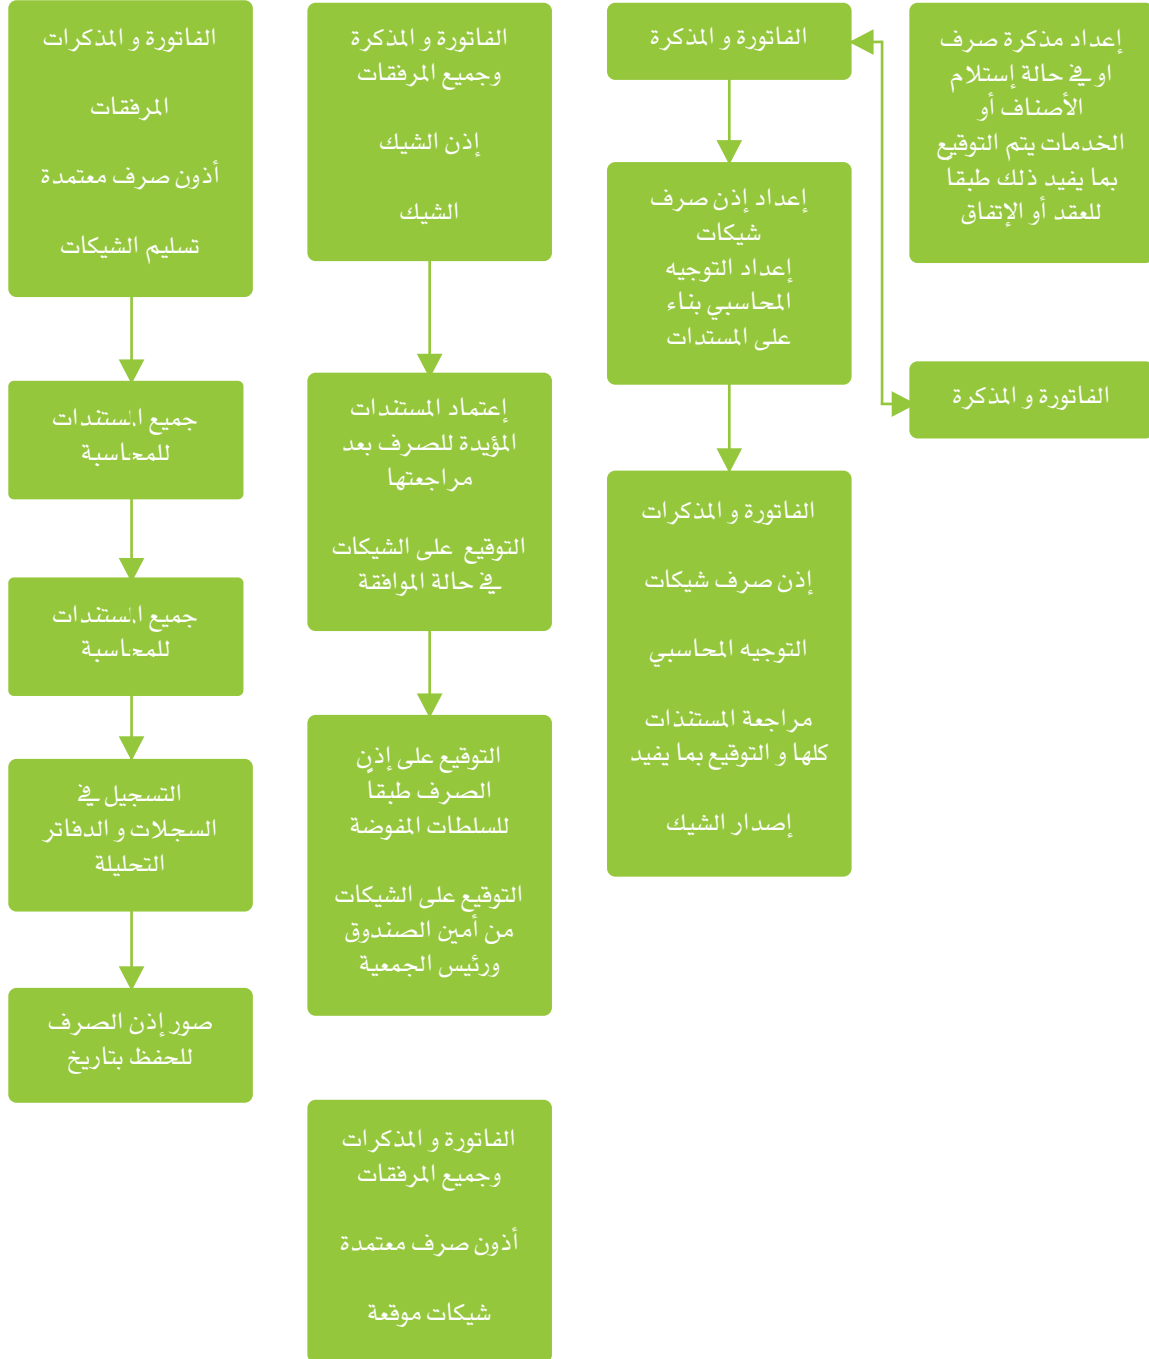 إعداد مذكرة صرف
او في حالة إستلام
الأصناف أو
الخدمات يتم التوقيع
بما يفيد ذلك طبقا
للعقد أو الإتفاق
الفاتورة و المذكرة
الفاتورة و المذكرة
إعداد إذن صرف
شيكات
إعداد التوجيه
المحاسبي بناء
على المستدات
الفاتورة و المذكرات
إذن صرف شيكات
التوجيه المحاسبي
مراجعة المستنذات
كلها و التوقيع بما يفيد
إصدار الشيك
الفاتورة و المذكرة
وجميع المرفقات
إذن الشيك
الشيك
إعتماد المستندات
المؤيدة للصرف بعد
مراجعتها
التوقيع على الشيكات
في حالة الموافقة
التوقيع على إذن
الصرف طبقاً
للسلطات المفوضة
التوقيع على الشيكات
من أمين الصندوق
ورئيس الجمعية
الفاتورة و المذكرات
وجميع المرفقات
أذون صرف معتمدة
شيكات موقعة
الفاتورة و المذكرات
المرفقات
أذون صرف معتمدة
تسليم الشيكات
جميع المستندات
للمحاسبة
جميع المستندات
للمحاسبة
التسجيل في
السجلات و الدفاتر
التحليلة
صور إذن الصرف
للحفظ بتاريخ